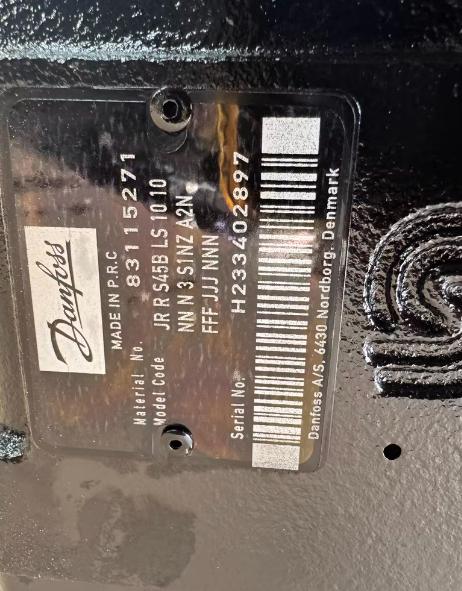 Danfoss
MADE IN P.R.C
Material No. 83115271
Model Code JR R S45B LS 10 10
NN N 3 S1NZ A2N
FFF JJJ NNN
Serial No: H233402897
Danfoss A/S, 6430 Nordborg, Denmark